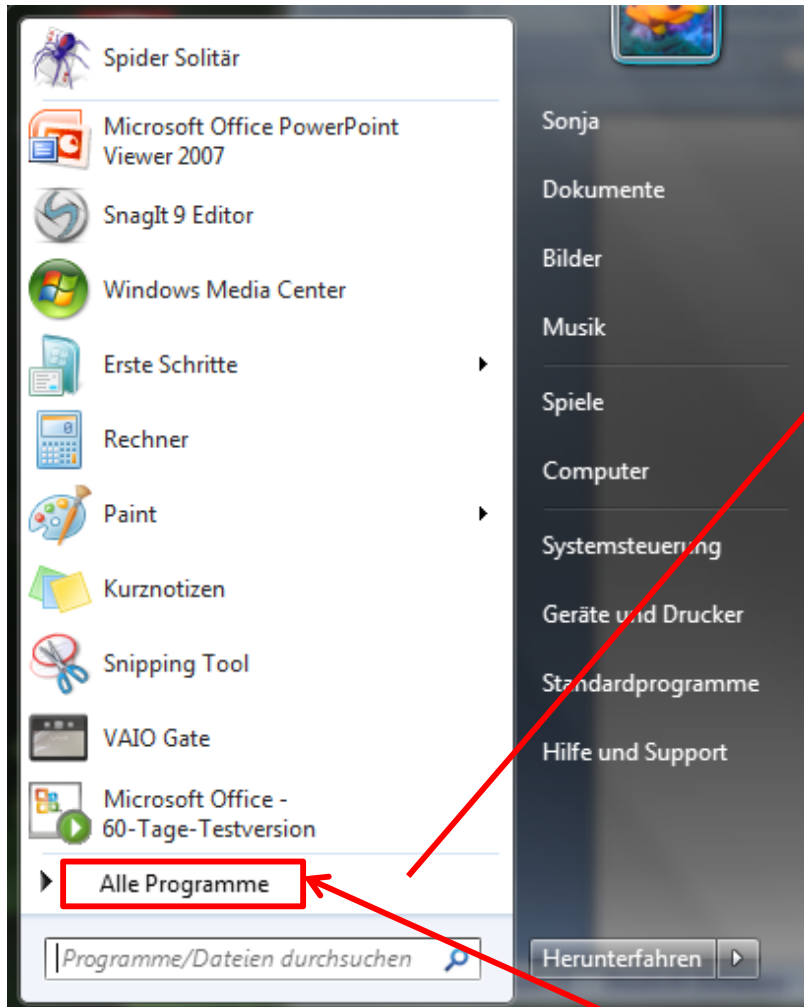 Spider Solitär
Microsoft Office PowerPoint
Viewer 2007
SnagIt 9 Editor
Windows Media Center
Erste Schritte
Rechner
Paint
Kurznotizen
Snipping Tool
VAIO Gate
Microsoft Office -
60-Tage-Testversion
Alle Programme
Programme/Dateien durchsuchen
Sonja
Dokumente
Bilder
Musik
Spiele
Computer
Systemsteuerung
Geräte und Drucker
Standardprogramme
Hilfe und Support
Herunterfahren